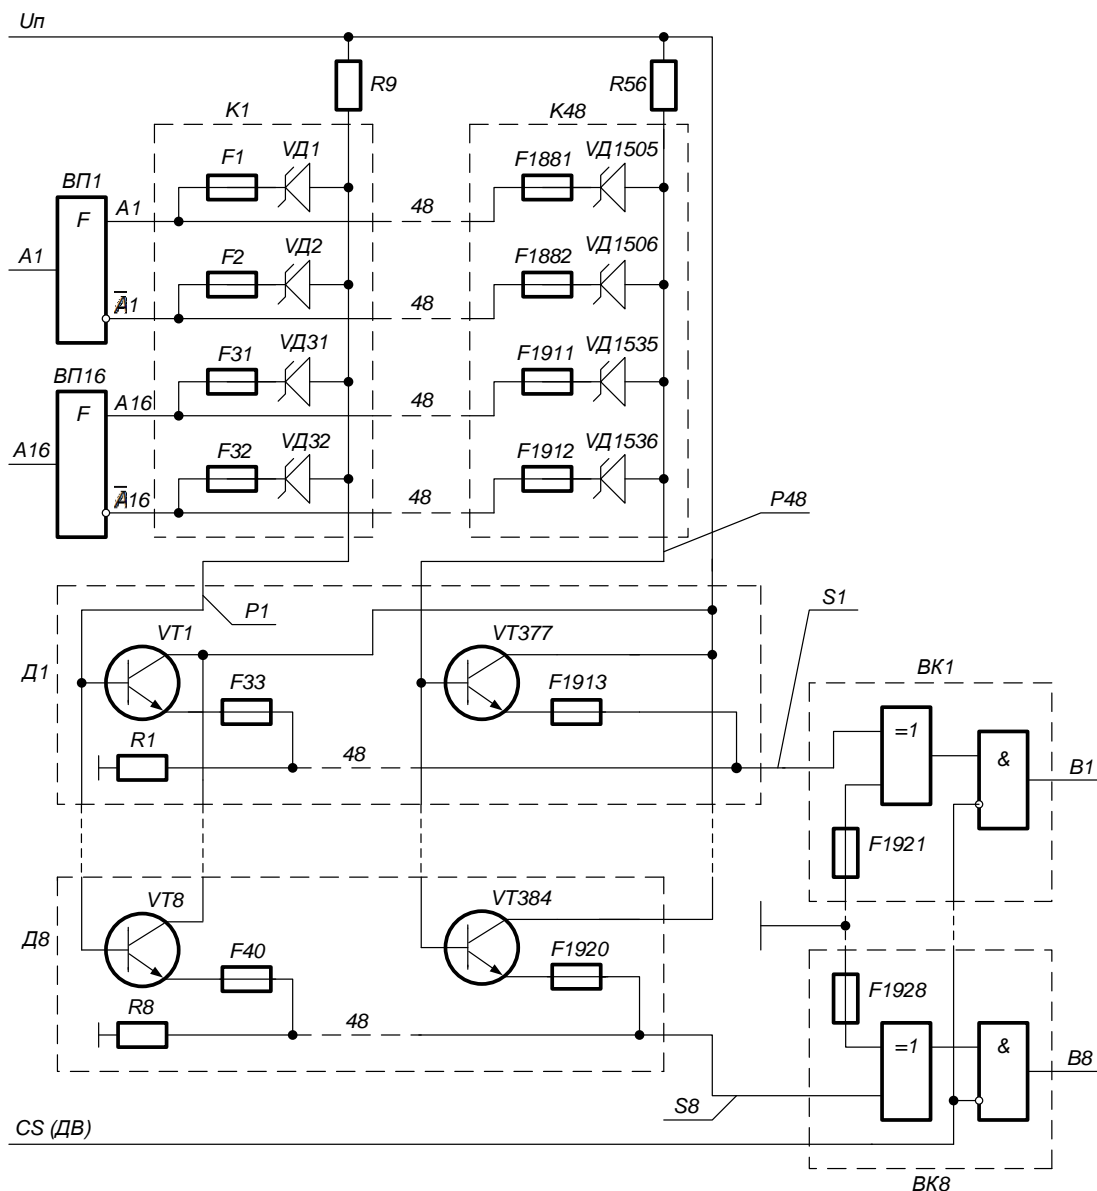 Uп
R9
R56
K1
K48
F1
VД1
F1881
VД1505
ВП1
F
A1
48
A1
F2
VД2
F1882
VД1506
A̅1
48
F31
VД31
F1911
VД1535
ВП16
F
A16
48
A16
F32
VД32
F1912
VД1536
A̅16
48
P48
P1
S1
VT1
VT377
Д1
F33
F1913
ВК1
R1
48
=1
&
B1
F1921
VT8
VT384
Д8
F40
F1920
F1928
R8
48
=1
&
B8
S8
CS (ДВ)
ВК8